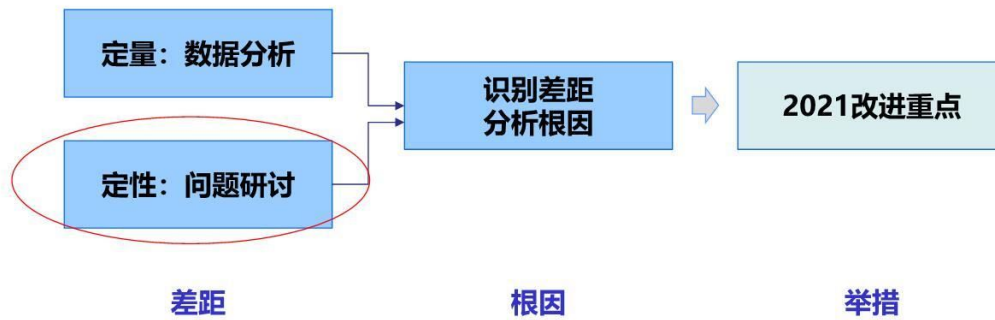 定量：数据分析
定性：问题研讨
识别差距
分析根因
2021改进重点
差距
根因
举措